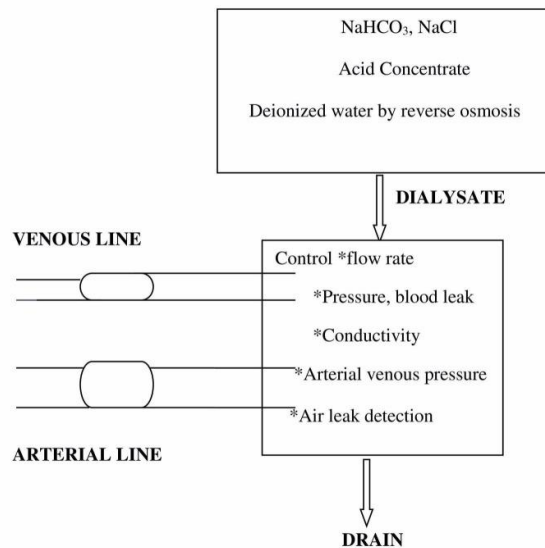 NaHCO₃, NaCl
Acid Concentrate
Deionized water by reverse osmosis
DIALYSATE
VENOUS LINE
Control *flow rate
*Pressure, blood leak
*Conductivity
*Arterial venous pressure
*Air leak detection
ARTERIAL LINE
DRAIN